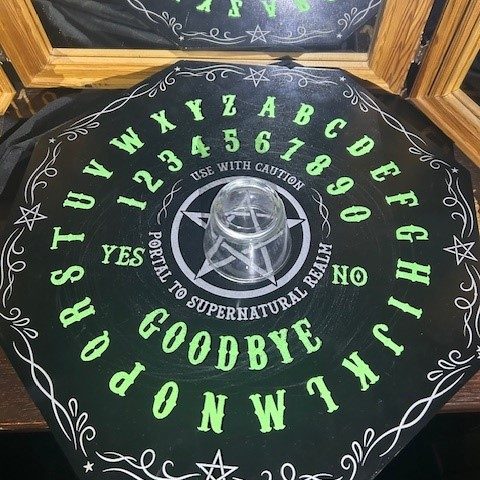 A B C D E F G H I J K L M N O P Q R S T U V W X Y Z
1 2 3 4 5 6 7 8 9 0
USE WITH CAUTION
YES
NO
PORTAL TO SUPERNATURAL REALM
GOODBYE